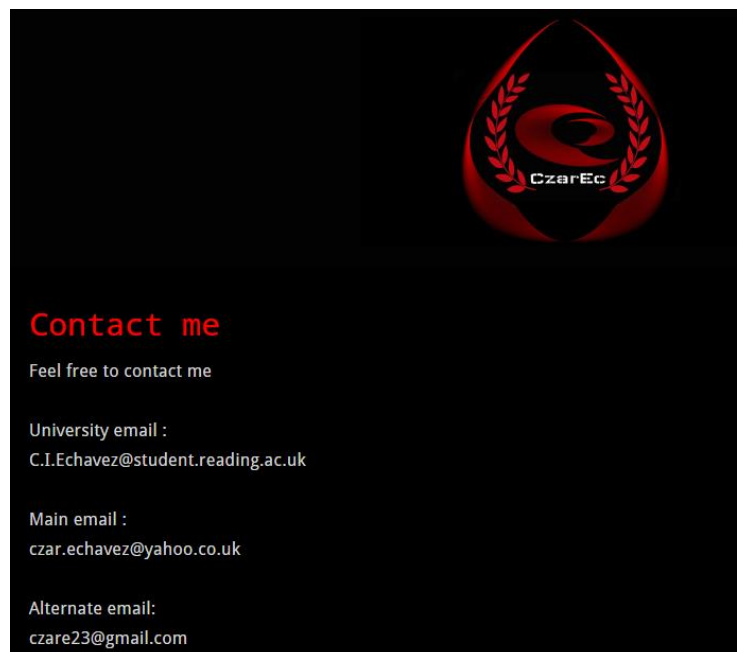 CzarEc
Contact me
Feel free to contact me
University email :
C.I.Echavez@student.reading.ac.uk
Main email :
czar.echavez@yahoo.co.uk
Alternate email:
czare23@gmail.com